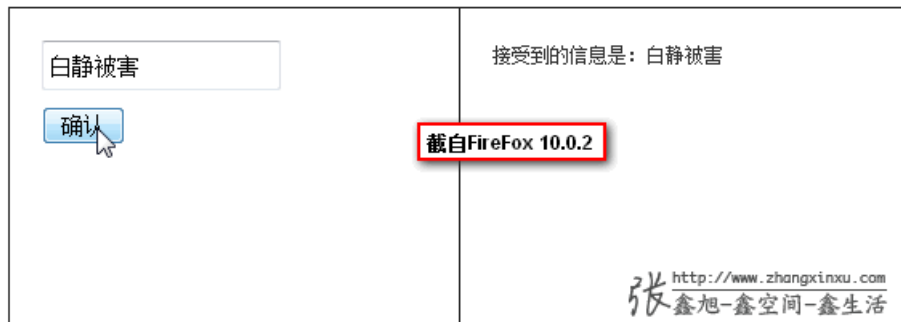 白静被害
确认
接受到的信息是：白静被害
截自FireFox 10.0.2
张
http://www.zhangxinxu.com
鑫旭-鑫空间-鑫生活